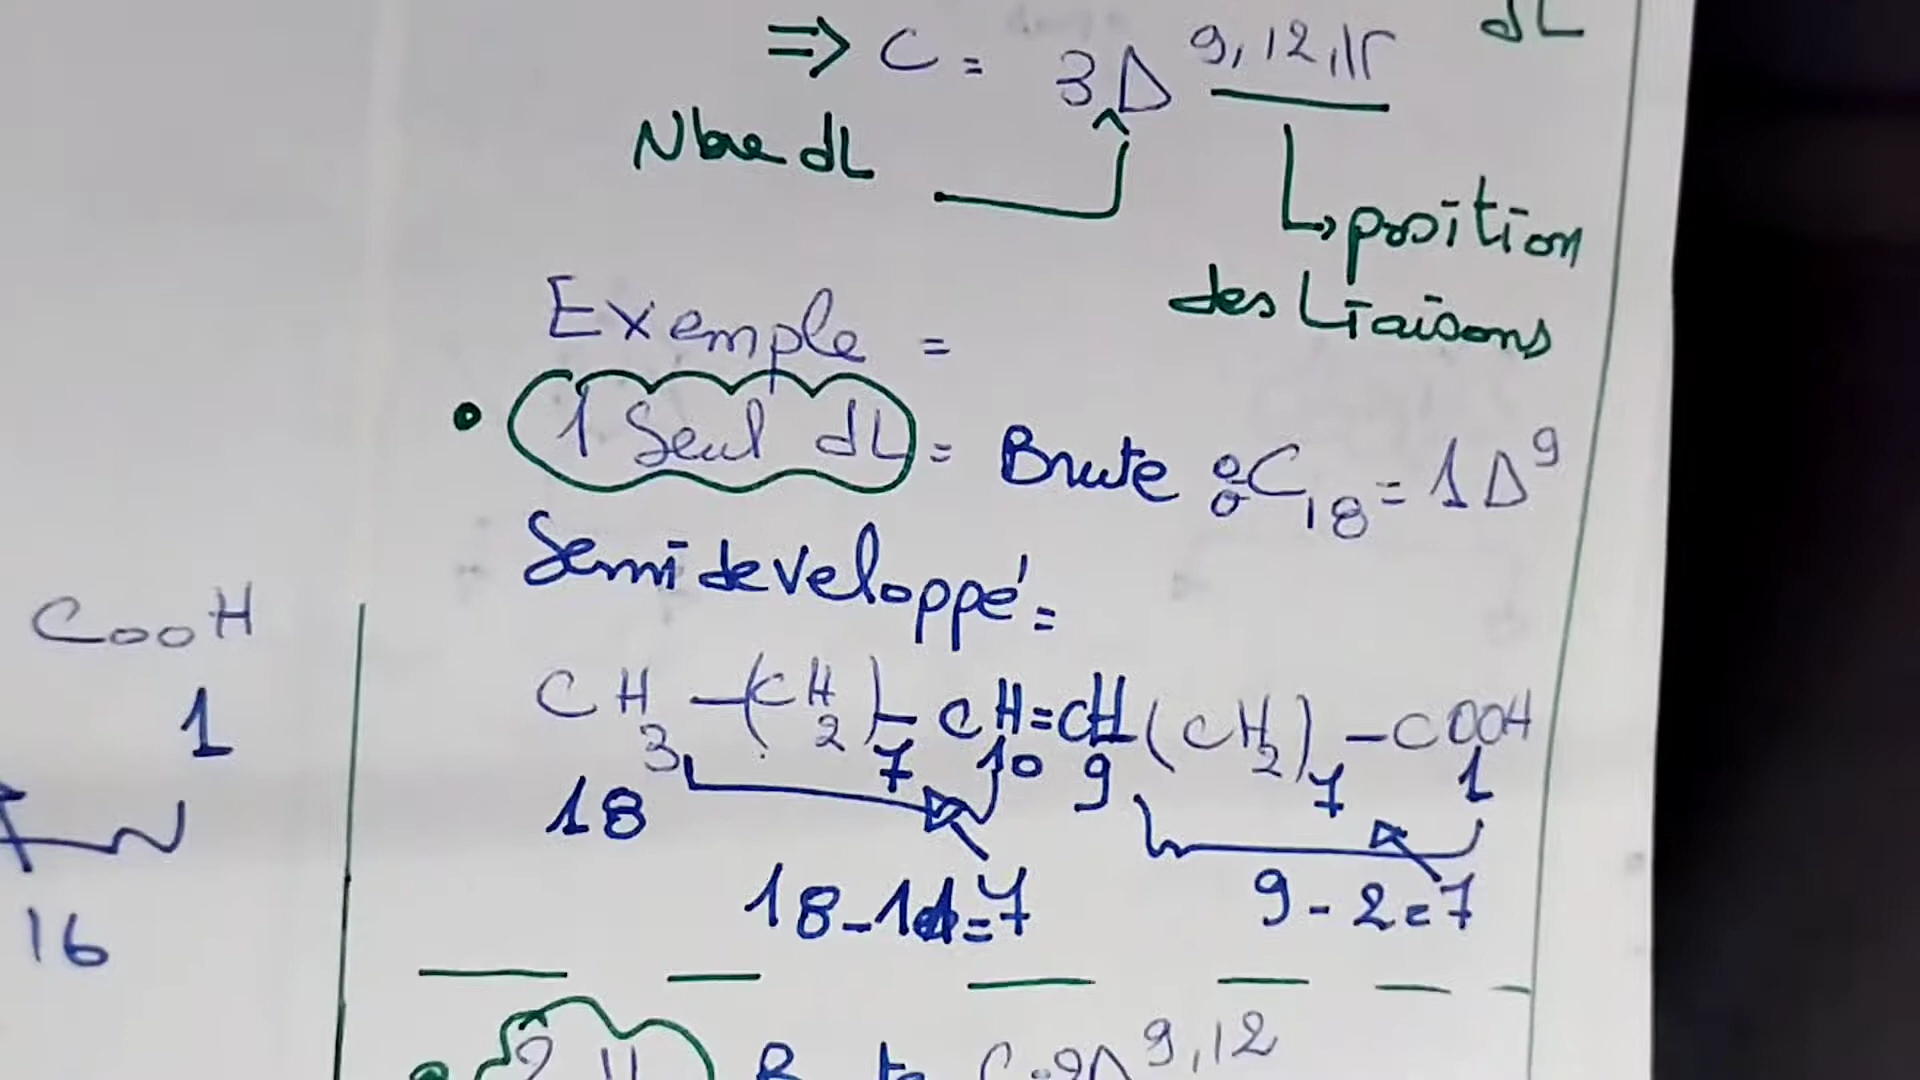 dL
⇒ C = 3Δ 9,12,15
Nbre dL
position
des Liaisons
Exemple =
• 1 Seul dL = Brute : C18 = 1Δ9
Semi developpé =
CH3 –(CH2)7– CH=CH(CH2)7 –COOH
18 10 9 1
18-11=7 9-2=7
COOH
1
16
9,12